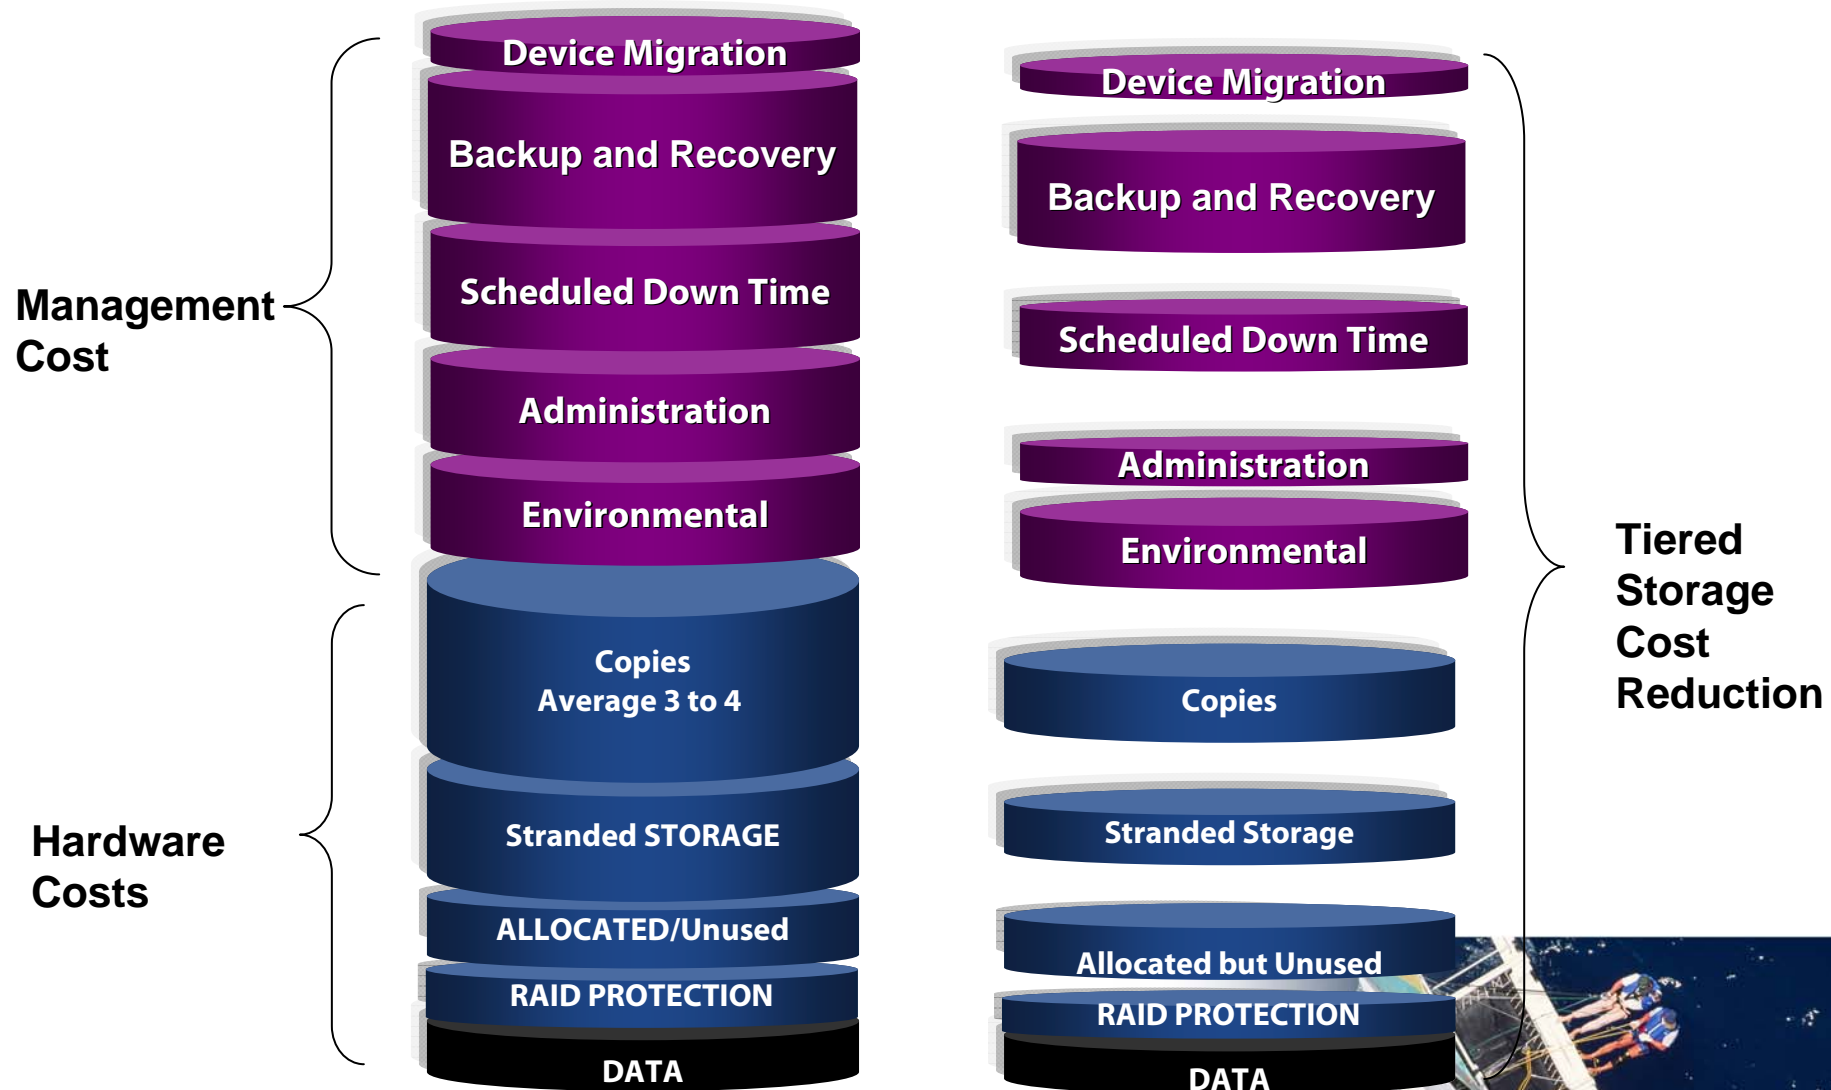 Management
Cost
Hardware
Costs
Device Migration
Backup and Recovery
Scheduled Down Time
Administration
Environmental
Copies
Average 3 to 4
Stranded STORAGE
ALLOCATED/Unused
RAID PROTECTION
DATA
Device Migration
Backup and Recovery
Scheduled Down Time
Administration
Environmental
Copies
Stranded Storage
Allocated but Unused
RAID PROTECTION
DATA
Tiered
Storage
Cost
Reduction